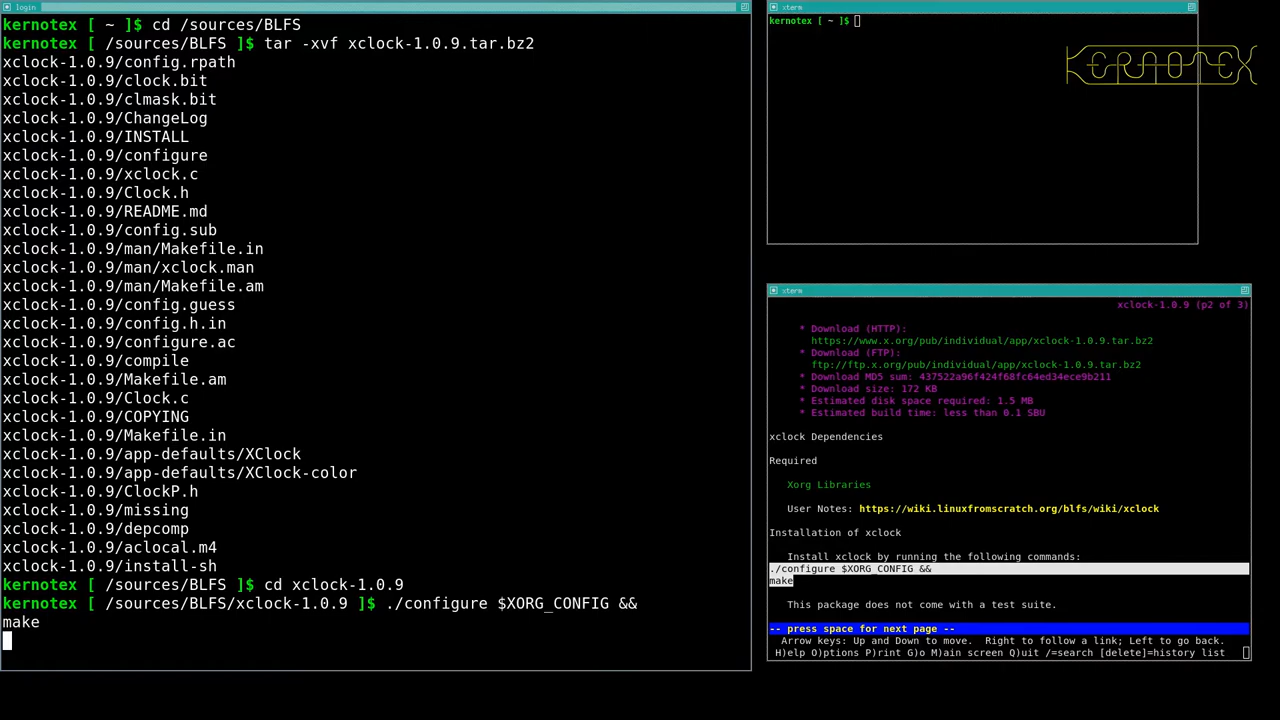 login
kernotex [ ~ ]$ cd /sources/BLFS
kernotex [ /sources/BLFS ]$ tar -xvf xclock-1.0.9.tar.bz2
xclock-1.0.9/config.rpath
xclock-1.0.9/clock.bit
xclock-1.0.9/clmask.bit
xclock-1.0.9/ChangeLog
xclock-1.0.9/INSTALL
xclock-1.0.9/configure
xclock-1.0.9/xclock.c
xclock-1.0.9/Clock.h
xclock-1.0.9/README.md
xclock-1.0.9/config.sub
xclock-1.0.9/man/Makefile.in
xclock-1.0.9/man/xclock.man
xclock-1.0.9/man/Makefile.am
xclock-1.0.9/config.guess
xclock-1.0.9/config.h.in
xclock-1.0.9/configure.ac
xclock-1.0.9/compile
xclock-1.0.9/Makefile.am
xclock-1.0.9/Clock.c
xclock-1.0.9/COPYING
xclock-1.0.9/Makefile.in
xclock-1.0.9/app-defaults/XClock
xclock-1.0.9/app-defaults/XClock-color
xclock-1.0.9/ClockP.h
xclock-1.0.9/missing
xclock-1.0.9/depcomp
xclock-1.0.9/aclocal.m4
xclock-1.0.9/install-sh
kernotex [ /sources/BLFS ]$ cd xclock-1.0.9
kernotex [ /sources/BLFS/xclock-1.0.9 ]$ ./configure $XORG_CONFIG &&
make
xterm
kernotex [ ~ ]$
KERNOTEX
xterm
xclock-1.0.9 (p2 of 3)
* Download (HTTP):
https://www.x.org/pub/individual/app/xclock-1.0.9.tar.bz2
* Download (FTP):
ftp://ftp.x.org/pub/individual/app/xclock-1.0.9.tar.bz2
* Download MD5 sum: 437522a96f424f68fc64ed34ece9b211
* Download size: 172 KB
* Estimated disk space required: 1.5 MB
* Estimated build time: less than 0.1 SBU
xclock Dependencies
Required
Xorg Libraries
User Notes: https://wiki.linuxfromscratch.org/blfs/wiki/xclock
Installation of xclock
Install xclock by running the following commands:
./configure $XORG_CONFIG &&
make
This package does not come with a test suite.
-- press space for next page --
Arrow keys: Up and Down to move.  Right to follow a link; Left to go back.
H)elp O)ptions P)rint G)o M)ain screen Q)uit /=search [delete]=history list